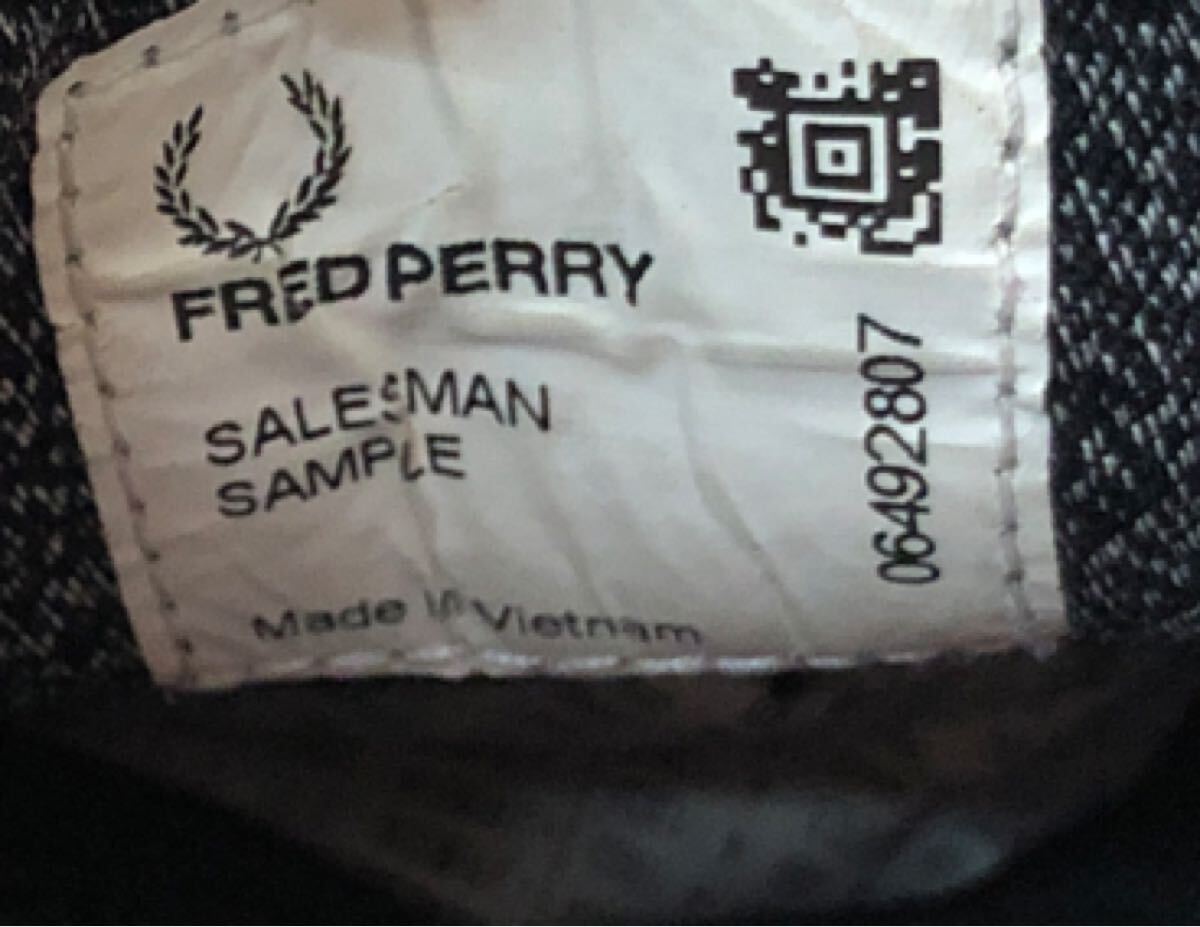 FRED PERRY
SALESMAN
SAMPLE
Made in Vietnam
06492807